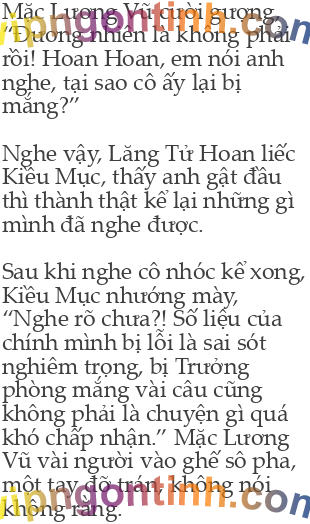 Mặc Lương Vũ cười gượng,
“Đương nhiên là không phải
rồi! Hoan Hoan, em nói anh
nghe, tại sao cô ấy lại bị
mắng?”
Nghe vậy, Lăng Tử Hoan liếc
Kiều Mục, thấy anh gật đầu
thì thành thật kể lại những gì
mình đã nghe được.
Sau khi nghe cô nhóc kể xong,
Kiều Mục nhướng mày,
“Nghe rõ chưa?! Số liệu của
chính mình bị lỗi là sai sót
nghiêm trọng, bị Trưởng
phòng mắng vài câu cũng
không phải là chuyện gì quá
khó chấp nhận.” Mặc Lương
Vũ vài người vào ghế sô pha,
một tay đỡ trán, không nói
không rằng.
vipngontinh.com
vipngontinh.com